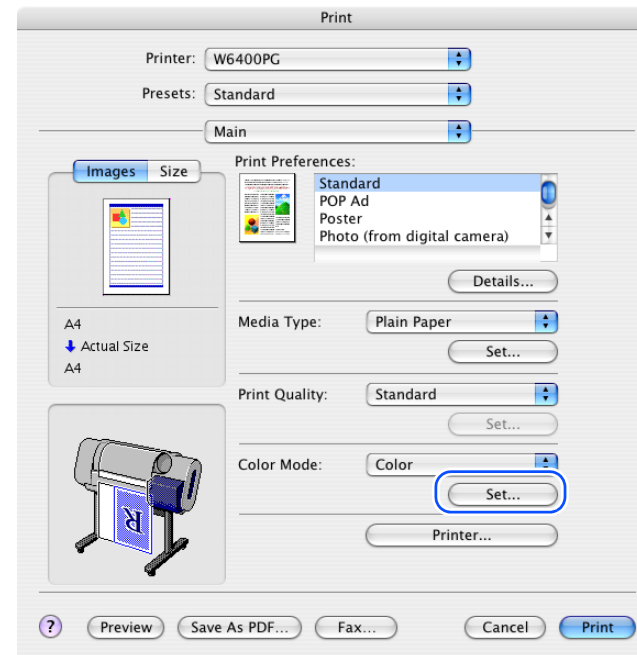 Print
Printer: W6400PG
Presets: Standard
Main
Images Size
A4
Actual Size
A4
Print Preferences:
Standard
POP Ad
Poster
Photo (from digital camera)
Details...
Media Type: Plain Paper
Set...
Print Quality: Standard
Set...
Color Mode: Color
Set...
Printer...
R
? Preview Save As PDF... Fax... Cancel Print